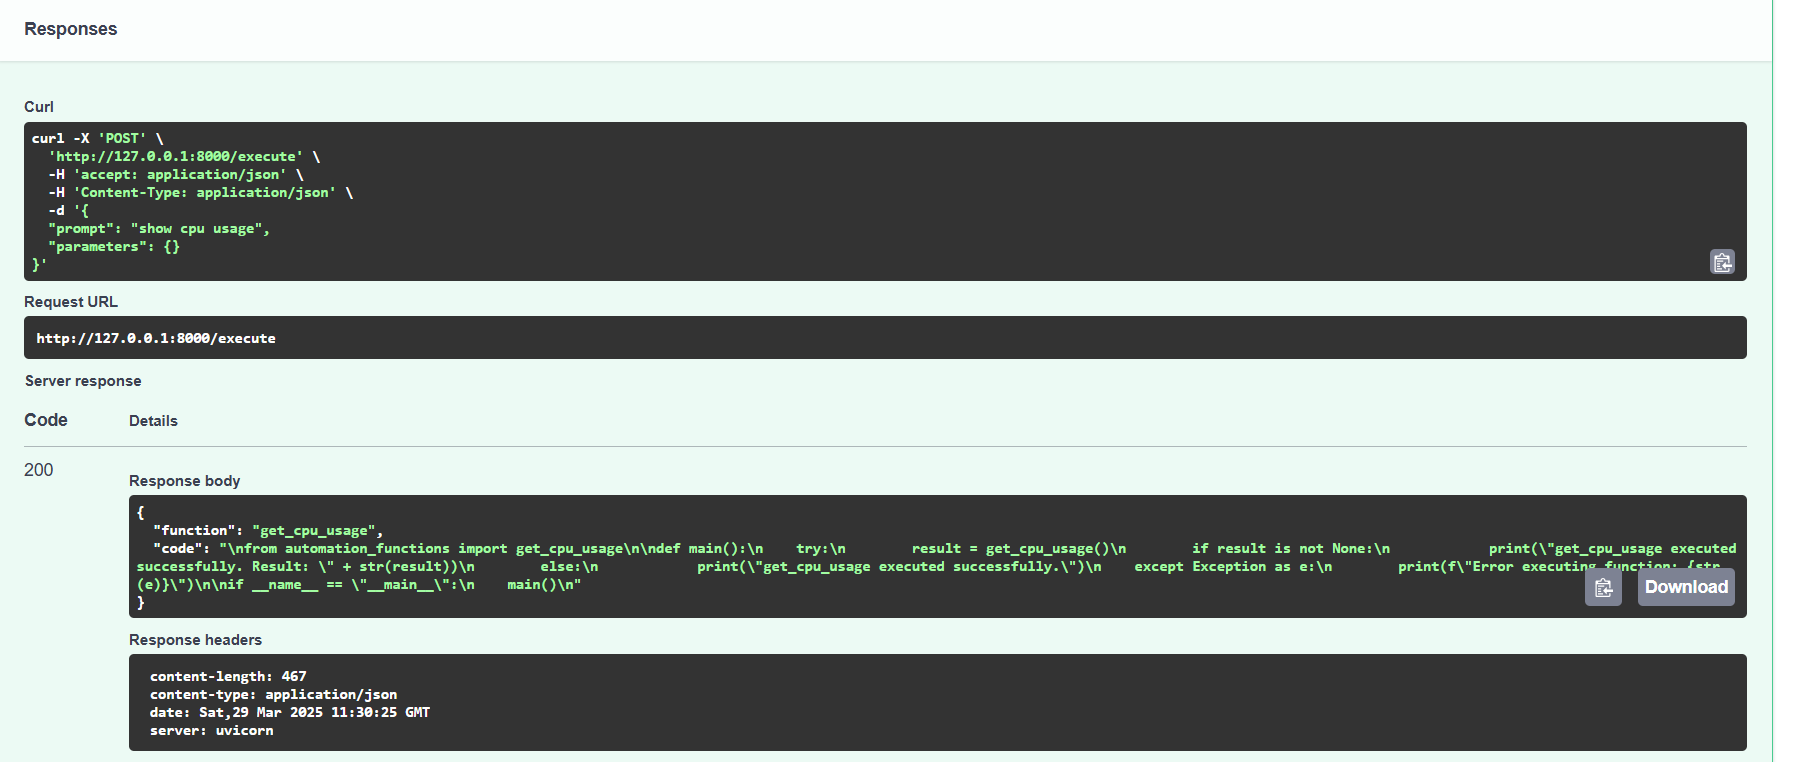 Responses
Curl
curl -X 'POST' \
  'http://127.0.0.1:8000/execute' \
  -H 'accept: application/json' \
  -H 'Content-Type: application/json' \
  -d '{
  "prompt": "show cpu usage",
  "parameters": {}
}'
Request URL
http://127.0.0.1:8000/execute
Server response
Code Details
200
Response body
{
  "function": "get_cpu_usage",
  "code": "\nfrom automation_functions import get_cpu_usage\n\ndef main():\n    try:\n        result = get_cpu_usage()\n        if result is not None:\n            print(\"get_cpu_usage executed
successfully. Result: \" + str(result))\n        else:\n            print(\"get_cpu_usage executed successfully.\")\n    except Exception as e:\n        print(f\"Error executing function: {str
(e)}\")\n\nif __name__ == \"__main__\":\n    main()\n"
}
Download
Response headers
content-length: 467
content-type: application/json
date: Sat,29 Mar 2025 11:30:25 GMT
server: uvicorn